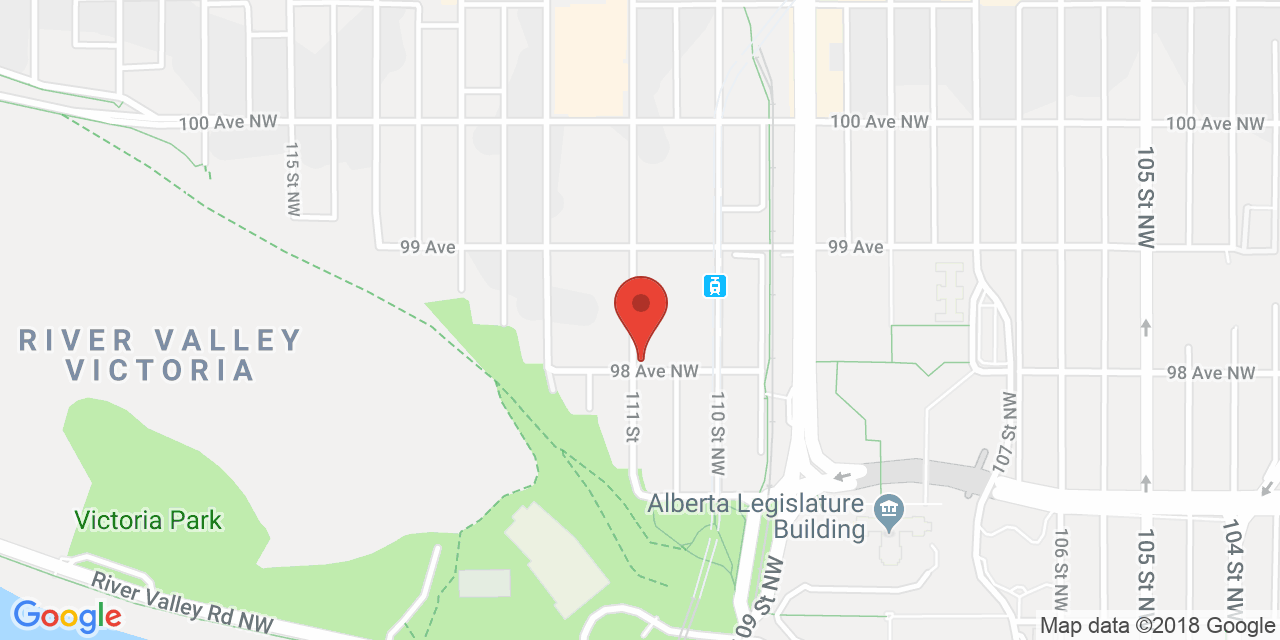 100 Ave NW
100 Ave NW
100 Ave NW
115 St NW
105 St NW
99 Ave
99 Ave
RIVER VALLEY
VICTORIA
98 Ave NW
98 Ave NW
111 St
110 St NW
107 St NW
Alberta Legislature
Building
Victoria Park
River Valley Rd NW
109 St NW
106 St NW
105 St NW
104 St NW
Google
Map data ©2018 Google